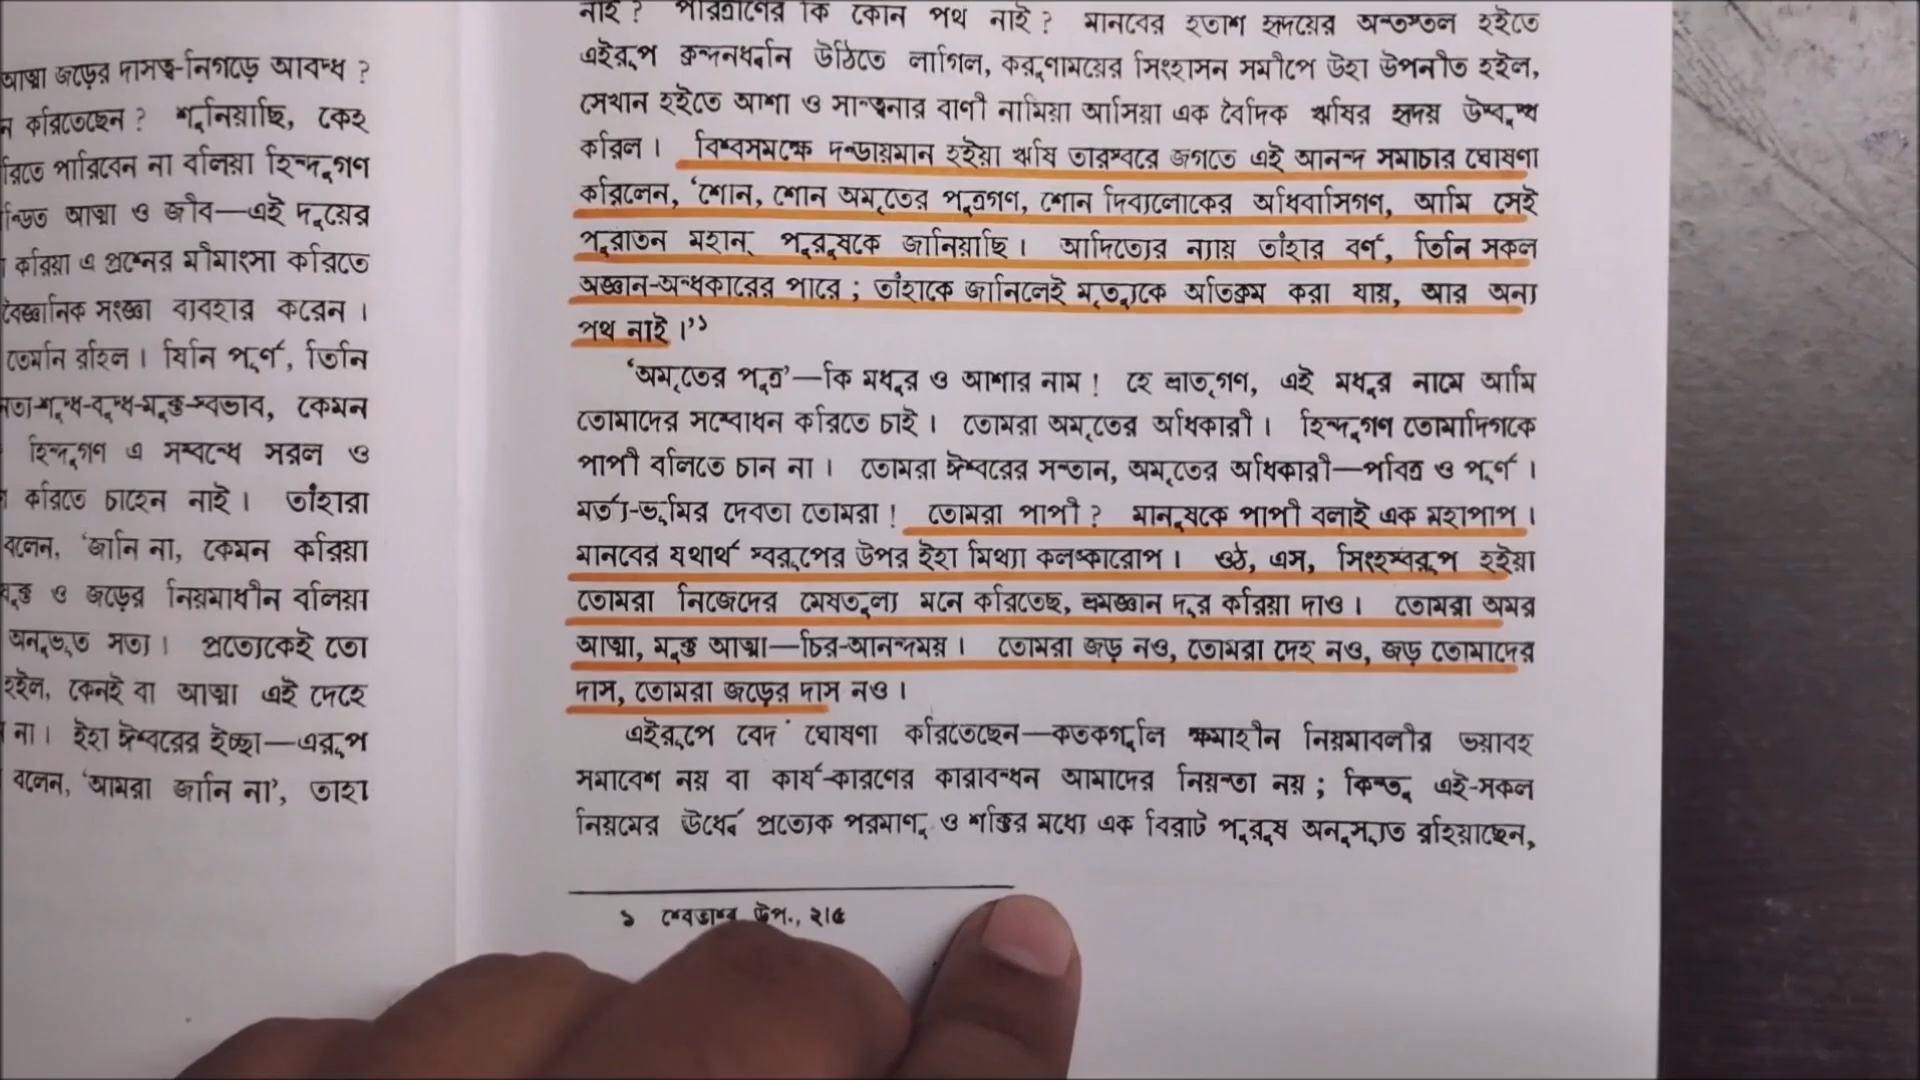 আত্মা জড়ের দাসত্ব-নিগড়ে আবদ্ধ ?
ন করিতেছেন ? শুনিয়াছি, কেহ
রিতে পারিবেন না বলিয়া হিন্দুগণ
ন্ডিত আত্মা ও জীব—এই দুয়ের
করিয়া এ প্রশ্নের মীমাংসা করিতে
বৈজ্ঞানিক সংজ্ঞা ব্যবহার করেন ।
তেমনি রহিল । যিনি পূর্ণ, তিনি
নত্য-শুদ্ধ-বুদ্ধ-মুক্ত-স্বভাব, কেমন
হিন্দুগণ এ সম্বন্ধে সরল ও
করিতে চাহেন নাই । তাঁহারা
বলেন, ‘জানি না, কেমন করিয়া
যুক্ত ও জড়ের নিয়মাধীন বলিয়া
অনুভূত সত্য । প্রত্যেকেই তো
হইল, কেনই বা আত্মা এই দেহে
না । ইহা ঈশ্বরের ইচ্ছা—এরূপ
বলেন, ‘আমরা জানি না’, তাহা
নাই ? পরিত্রাণের কি কোন পথ নাই ? মানবের হতাশ হৃদয়ের অন্তস্তল হইতে
এইরূপ ক্রন্দনধ্বনি উঠিতে লাগিল, করুণাময়ের সিংহাসন সমীপে উহা উপনীত হইল,
সেখান হইতে আশা ও সান্ত্বনার বাণী নামিয়া আসিয়া এক বৈদিক ঋষির হৃদয় উদ্বুদ্ধ
করিল । বিশ্বসমক্ষে দণ্ডায়মান হইয়া ঋষি তারস্বরে জগতে এই আনন্দ সমাচার ঘোষণা
করিলেন, ‘শোন, শোন অমৃতের পুত্রগণ, শোন দিব্যলোকের অধিবাসিগণ, আমি সেই
পুরাতন মহান্ পুরুষকে জানিয়াছি । আদিত্যের ন্যায় তাঁহার বর্ণ, তিনি সকল
অজ্ঞান-অন্ধকারের পারে ; তাঁহাকে জানিলেই মৃত্যুকে অতিক্রম করা যায়, আর অন্য
পথ নাই ।’১
‘অমৃতের পুত্র’—কি মধুর ও আশার নাম ! হে ভ্রাতৃগণ, এই মধুর নামে আমি
তোমাদের সম্বোধন করিতে চাই । তোমরা অমৃতের অধিকারী । হিন্দুগণ তোমাদিগকে
পাপী বলিতে চান না । তোমরা ঈশ্বরের সন্তান, অমৃতের অধিকারী—পবিত্র ও পূর্ণ ।
মর্ত্য-ভূমির দেবতা তোমরা ! তোমরা পাপী ? মানুষকে পাপী বলাই এক মহাপাপ ।
মানবের যথার্থ স্বরূপের উপর ইহা মিথ্যা কলঙ্কারোপ । ওঠ, এস, সিংহস্বরূপ হইয়া
তোমরা নিজেদের মেষতুল্য মনে করিতেছ, ভ্রমজ্ঞান দূর করিয়া দাও । তোমরা অমর
আত্মা, মুক্ত আত্মা—চির-আনন্দময় । তোমরা জড় নও, তোমরা দেহ নও, জড় তোমাদের
দাস, তোমরা জড়ের দাস নও ।
এইরূপে বেদ ঘোষণা করিতেছেন—কতকগুলি ক্ষমাহীন নিয়মাবলীর ভয়াবহ
সমাবেশ নয় বা কার্য-কারণের কারাবন্ধন আমাদের নিয়ন্তা নয় ; কিন্তু এই-সকল
নিয়মের ঊর্ধ্বে প্রত্যেক পরমাণু ও শক্তির মধ্যে এক বিরাট পুরুষ অনুস্যূত রহিয়াছেন,
১ শ্বেতাশ্ব উপ., ২।৫